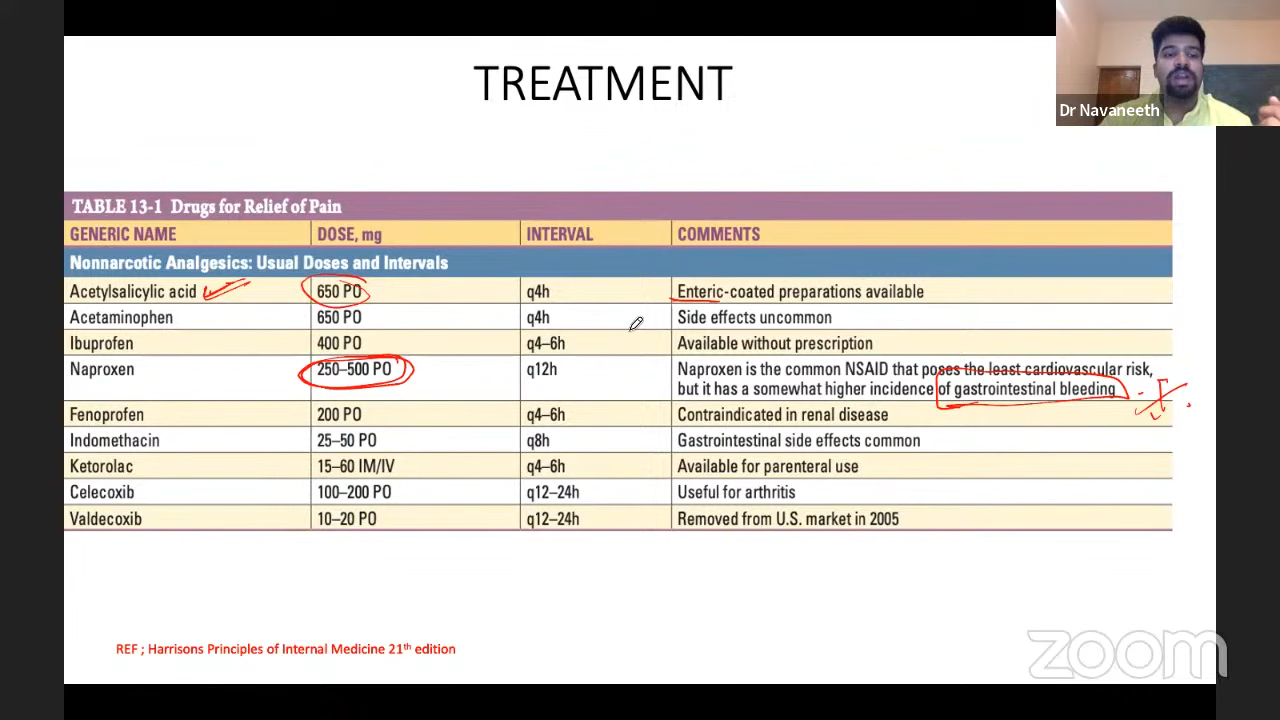 TREATMENT
Dr Navaneeth
TABLE 13-1 Drugs for Relief of Pain
GENERIC NAME DOSE, mg INTERVAL COMMENTS
Nonnarcotic Analgesics: Usual Doses and Intervals
Acetylsalicylic acid 650 PO q4h Enteric-coated preparations available
Acetaminophen 650 PO q4h Side effects uncommon
Ibuprofen 400 PO q4–6h Available without prescription
Naproxen 250–500 PO q12h Naproxen is the common NSAID that poses the least cardiovascular risk,
but it has a somewhat higher incidence of gastrointestinal bleeding
Fenoprofen 200 PO q4–6h Contraindicated in renal disease
Indomethacin 25–50 PO q8h Gastrointestinal side effects common
Ketorolac 15–60 IM/IV q4–6h Available for parenteral use
Celecoxib 100–200 PO q12–24h Useful for arthritis
Valdecoxib 10–20 PO q12–24h Removed from U.S. market in 2005
REF ; Harrisons Principles of Internal Medicine 21th edition
zoom